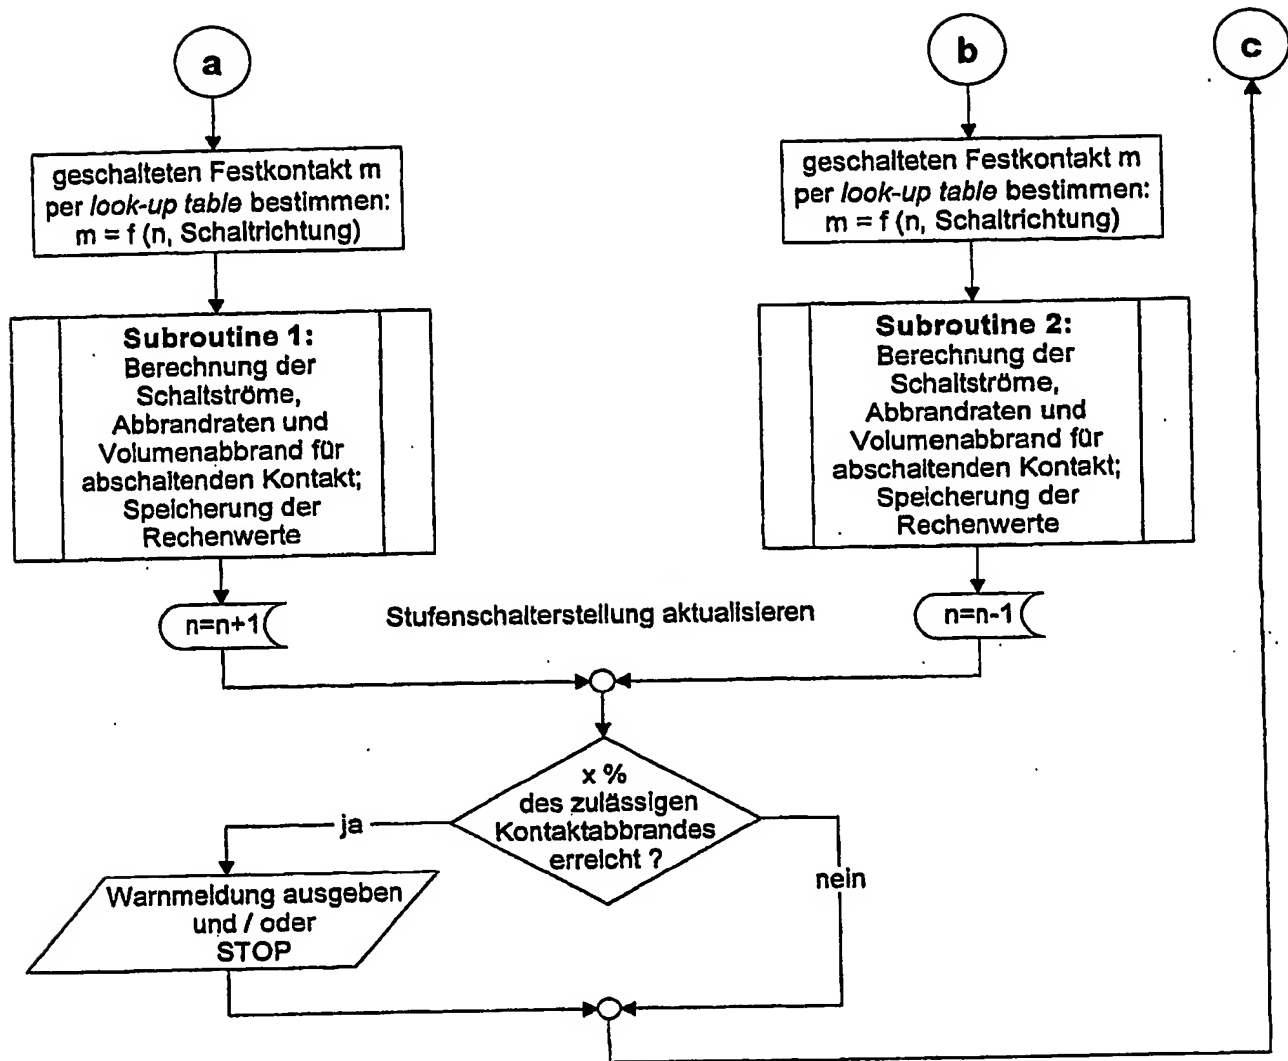 a
b
c
geschalteten Festkontakt m
per look-up table bestimmen:
m = f (n, Schaltrichtung)
geschalteten Festkontakt m
per look-up table bestimmen:
m = f (n, Schaltrichtung)
Subroutine 1:
Berechnung der
Schaltströme,
Abbrandraten und
Volumenabbrand für
abschaltenden Kontakt;
Speicherung der
Rechenwerte
Subroutine 2:
Berechnung der
Schaltströme,
Abbrandraten und
Volumenabbrand für
abschaltenden Kontakt;
Speicherung der
Rechenwerte
n=n+1
Stufenschalterstellung aktualisieren
n=n-1
x %
des zulässigen
Kontaktabbrandes
erreicht ?
ja
nein
Warnmeldung ausgeben
und / oder
STOP